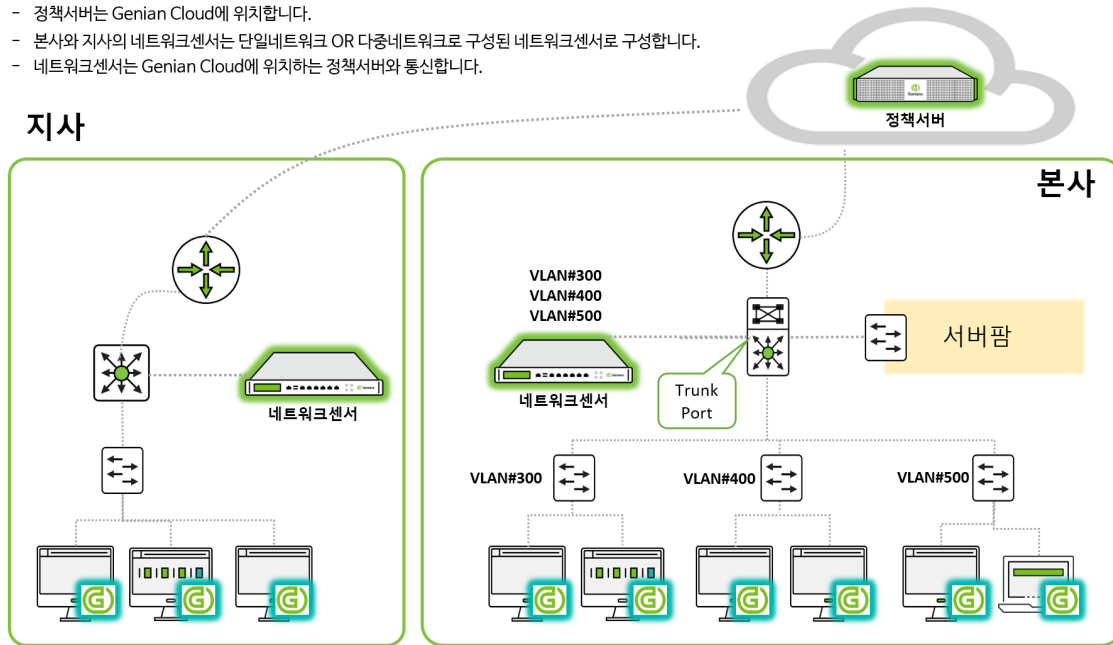 - 정책서버는 Genian Cloud에 위치합니다.
- 본사와 지사의 네트워크센서는 단일네트워크 OR 다중네트워크로 구성된 네트워크센서로 구성합니다.
- 네트워크센서는 Genian Cloud에 위치하는 정책서버와 통신합니다.
정책서버
지사
본사
VLAN#300
VLAN#400
VLAN#500
서버팜
Trunk
Port
네트워크센서
네트워크센서
VLAN#300
VLAN#400
VLAN#500